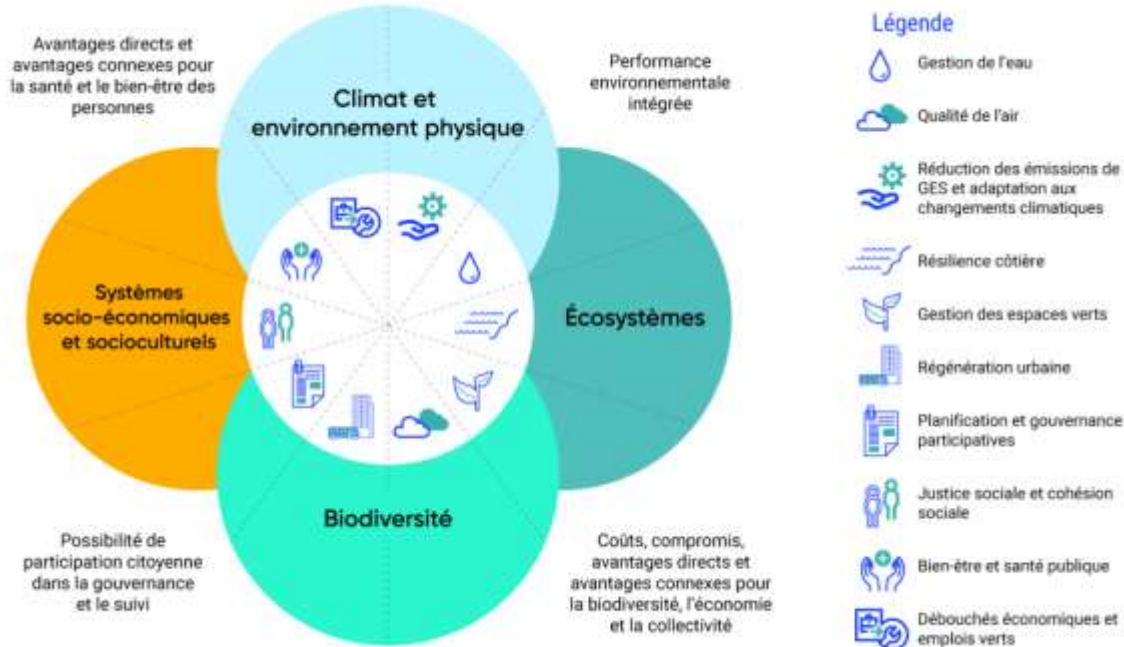 Avantages directs et
avantages connexes pour
la santé et le bien-être des
personnes
Climat et
environnement physique
Performance
environnementale
intégrée
Systèmes
socio-économiques
et socioculturels
Écosystèmes
Biodiversité
Possibilité de
participation citoyenne
dans la gouvernance
et le suivi
Coûts, compromis,
avantages directs et
avantages connexes pour
la biodiversité, l'économie
et la collectivité
Légende
Gestion de l'eau
Qualité de l'air
Réduction des émissions de
GES et adaptation aux
changements climatiques
Résilience côtière
Gestion des espaces verts
Régénération urbaine
Planification et gouvernance
participatives
Justice sociale et cohésion
sociale
Bien-être et santé publique
Débouchés économiques et
emplois verts